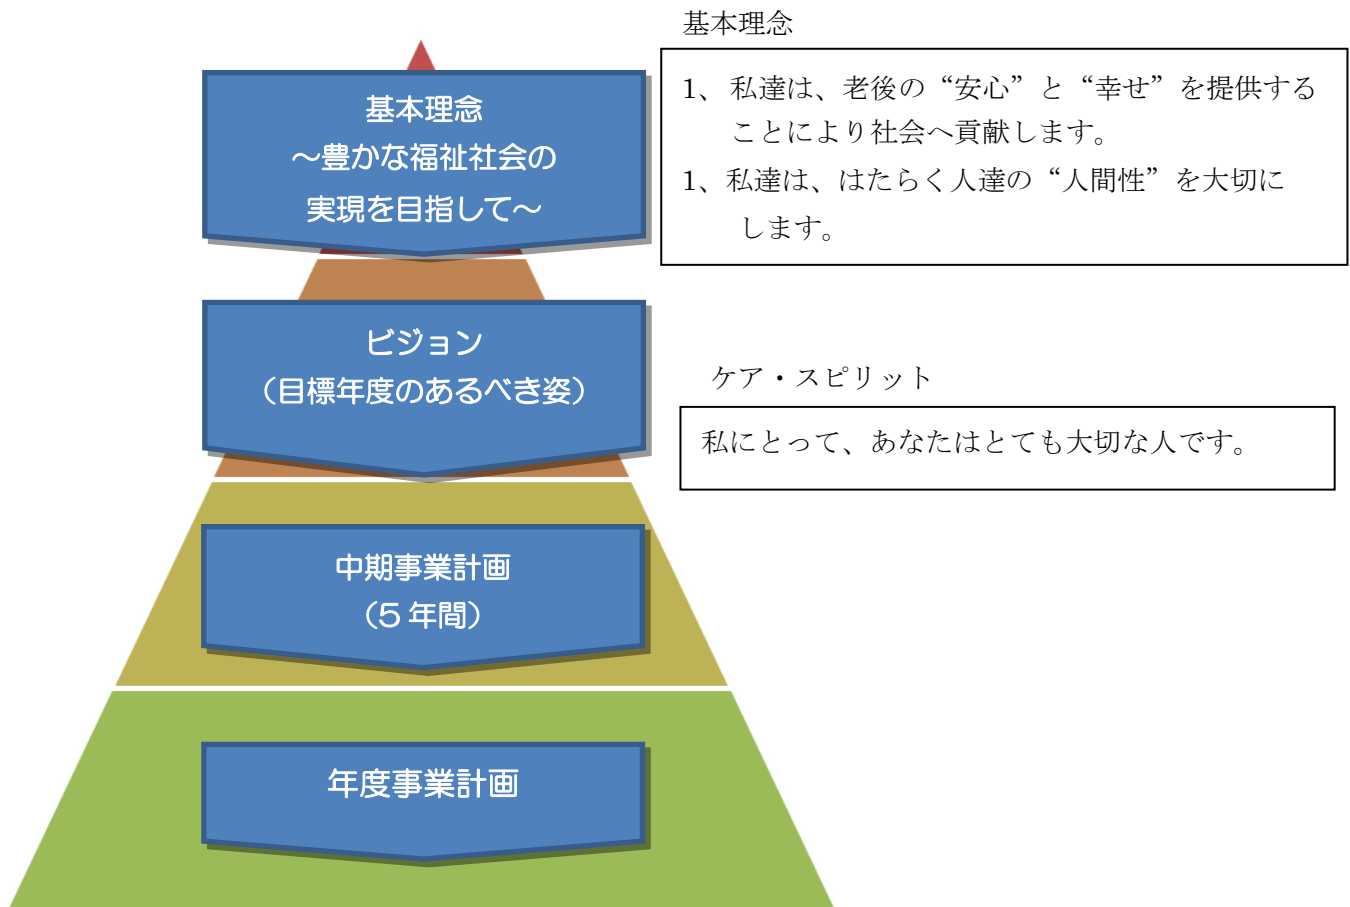 基本理念
～豊かな福祉社会の
実現を目指して～
ビジョン
（目標年度のあるべき姿）
中期事業計画
（5 年間）
年度事業計画
基本理念
1、 私達は、老後の“安心”と“幸せ”を提供する
ことにより社会へ貢献します。
1、私達は、はたらく人達の“人間性”を大切に
します。
ケア・スピリット
私にとって、あなたはとても大切な人です。